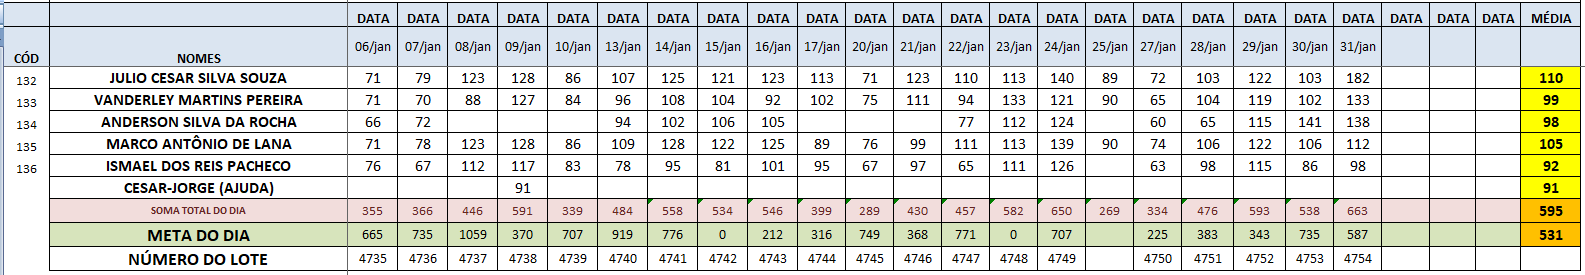 DATA DATA DATA DATA DATA DATA DATA DATA DATA DATA DATA DATA DATA DATA DATA DATA DATA DATA DATA DATA DATA DATA DATA DATA MÉDIA
CÓD NOMES 06/jan 07/jan 08/jan 09/jan 10/jan 13/jan 14/jan 15/jan 16/jan 17/jan 20/jan 21/jan 22/jan 23/jan 24/jan 25/jan 27/jan 28/jan 29/jan 30/jan 31/jan
132 JULIO CESAR SILVA SOUZA 71 79 123 128 86 107 125 121 123 113 71 123 110 113 140 89 72 103 122 103 182 110
133 VANDERLEY MARTINS PEREIRA 71 70 88 127 84 96 108 104 92 102 75 111 94 133 121 90 65 104 119 102 133 99
134 ANDERSON SILVA DA ROCHA 66 72 94 102 106 105 77 112 124 60 65 115 141 138 98
135 MARCO ANTÔNIO DE LANA 71 78 123 128 86 109 128 122 125 89 76 99 111 113 139 90 74 106 122 106 112 105
136 ISMAEL DOS REIS PACHECO 76 67 112 117 83 78 95 81 101 95 67 97 65 111 126 63 98 115 86 98 92
CESAR-JORGE (AJUDA) 91 91
SOMA TOTAL DO DIA 355 366 446 591 339 484 558 534 546 399 289 430 457 582 650 269 334 476 593 538 663 595
META DO DIA 665 735 1059 370 707 919 776 0 212 316 749 368 771 0 707 225 383 343 735 587 531
NÚMERO DO LOTE 4735 4736 4737 4738 4739 4740 4741 4742 4743 4744 4745 4746 4747 4748 4749 4750 4751 4752 4753 4754